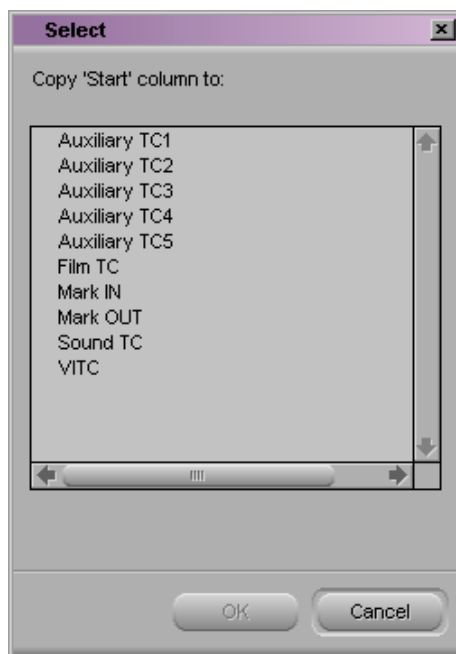 Select
Copy 'Start' column to:
Auxiliary TC1
Auxiliary TC2
Auxiliary TC3
Auxiliary TC4
Auxiliary TC5
Film TC
Mark IN
Mark OUT
Sound TC
VITC
OK
Cancel